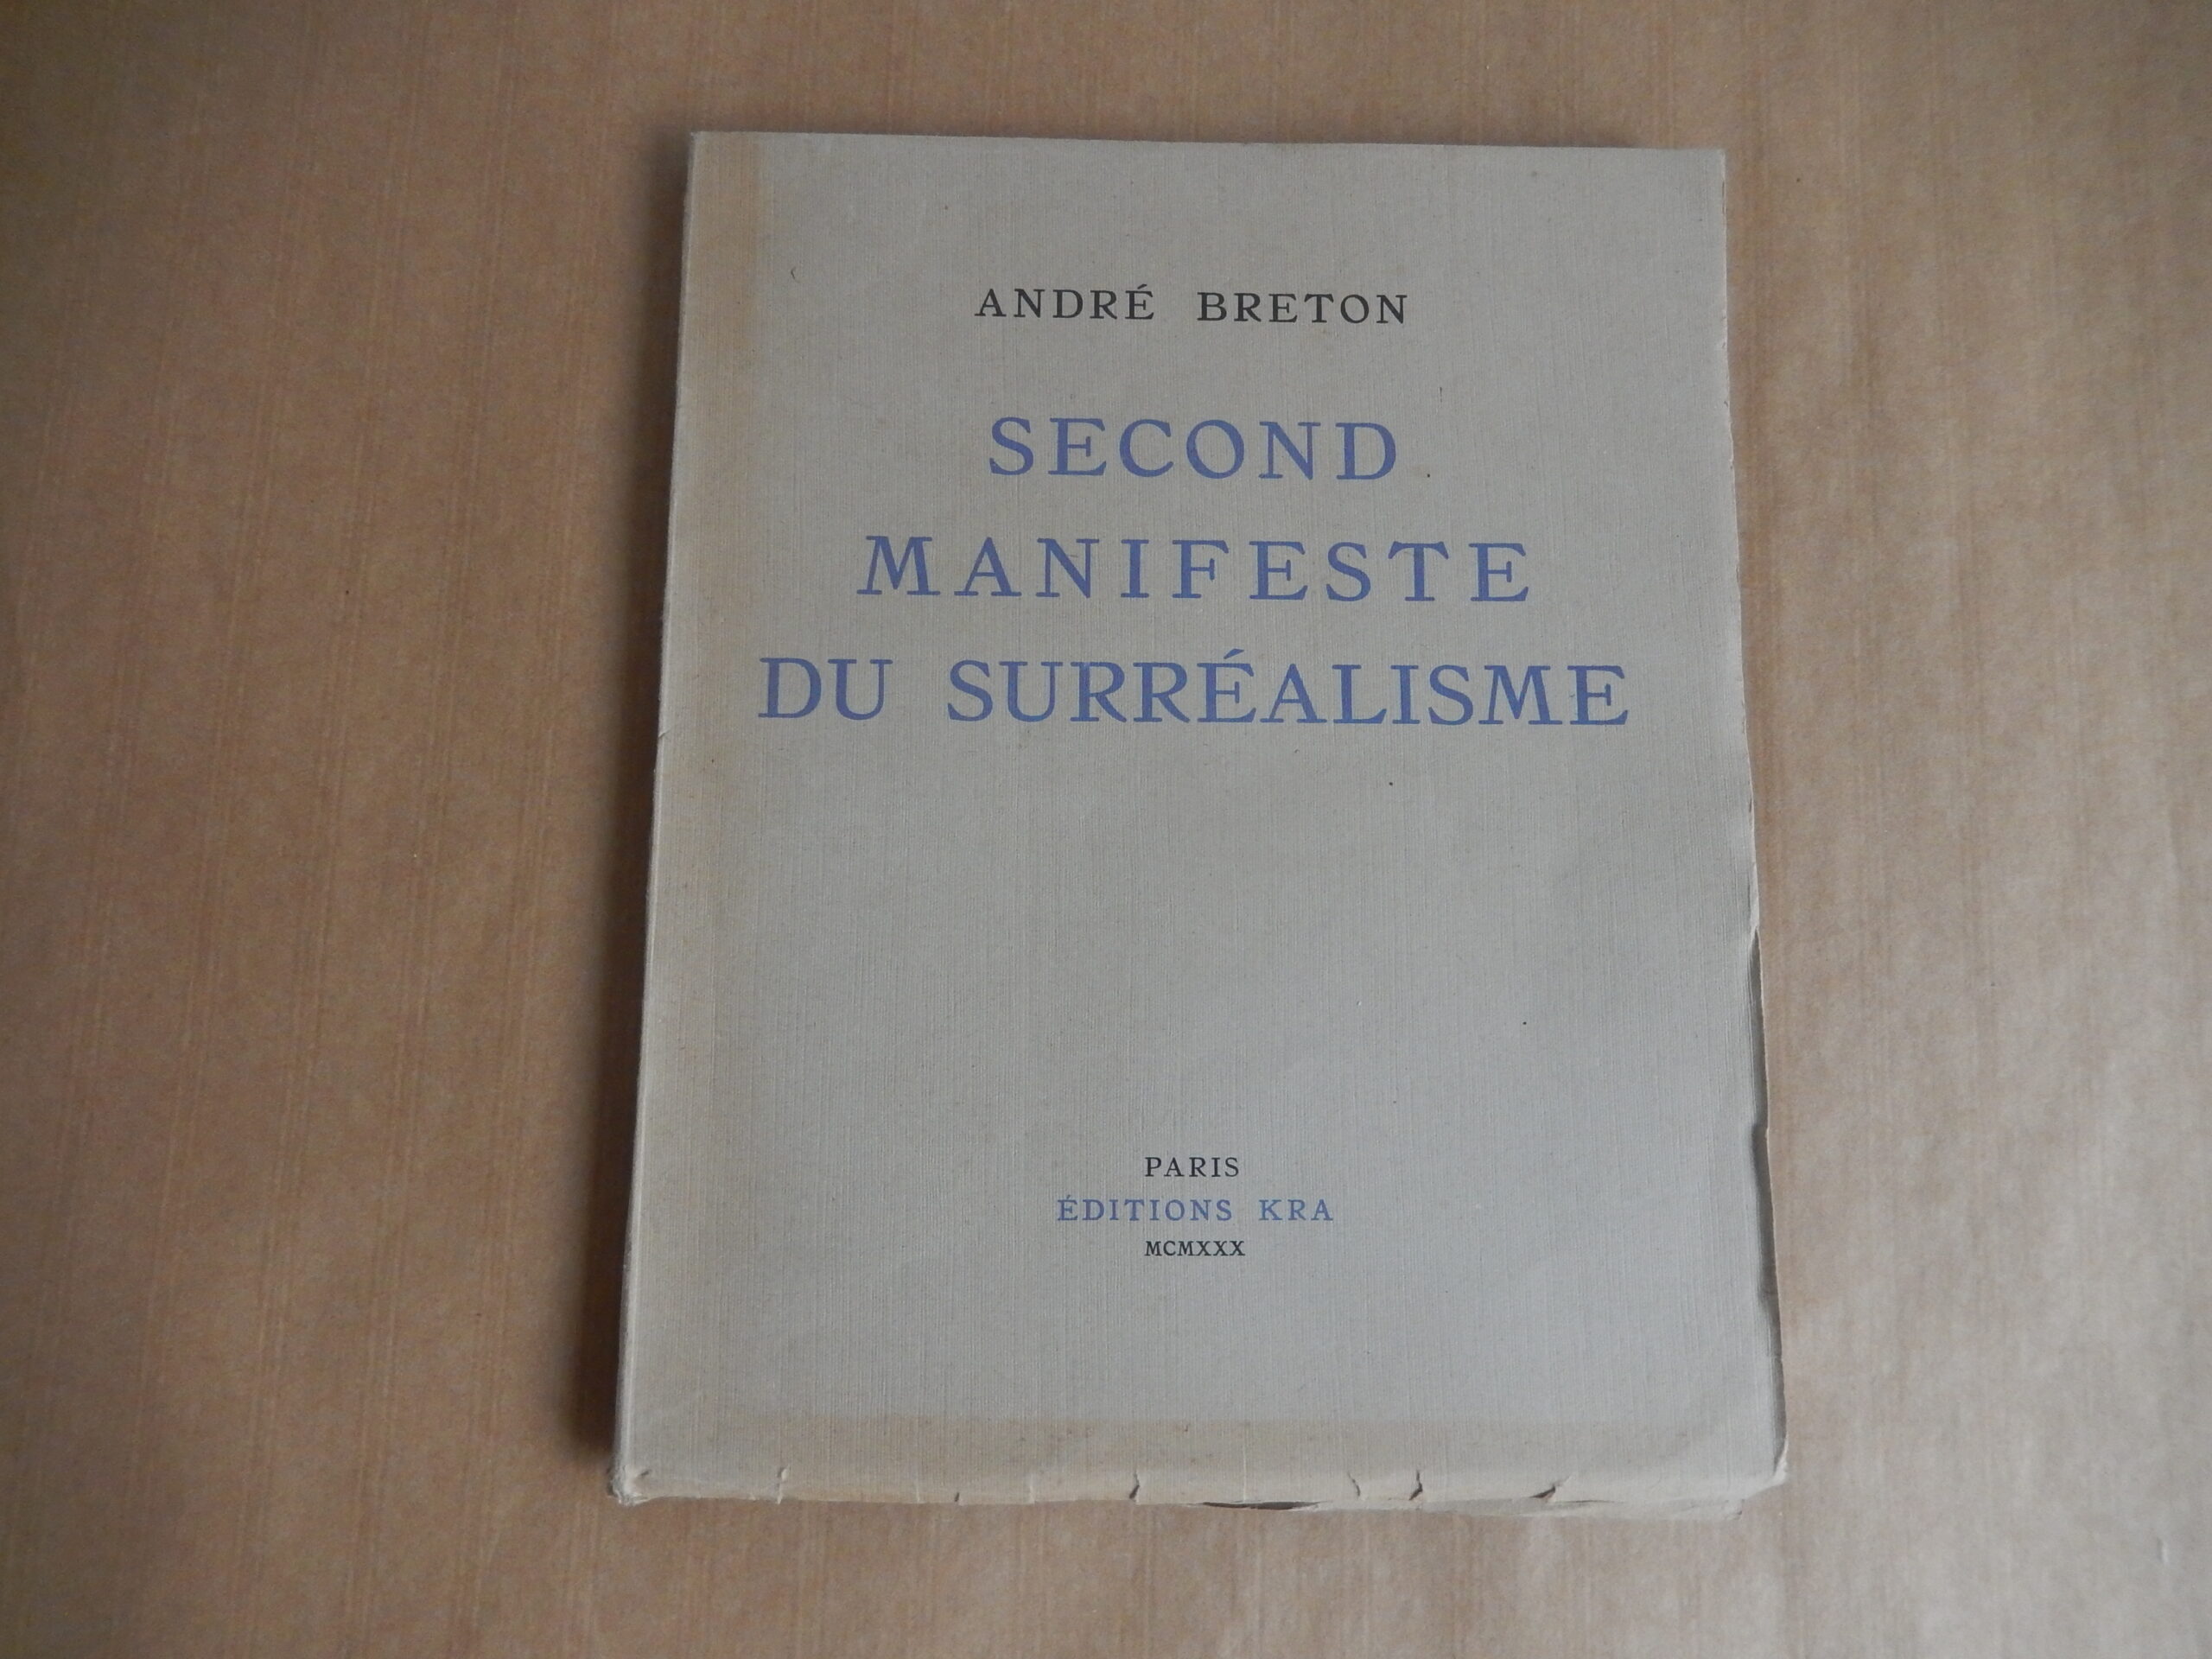 ANDRÉ BRETON
SECOND
MANIFESTE
DU SURRÉALISME
PARIS
ÉDITIONS KRA
MCMXXX